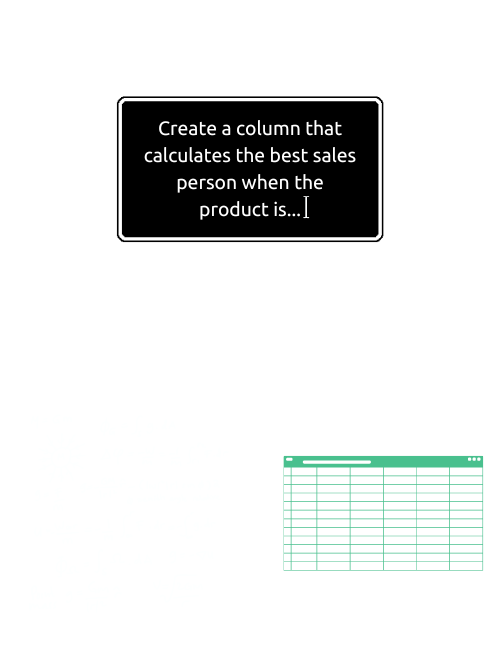 Create a column that
calculates the best sales
person when the
product is...